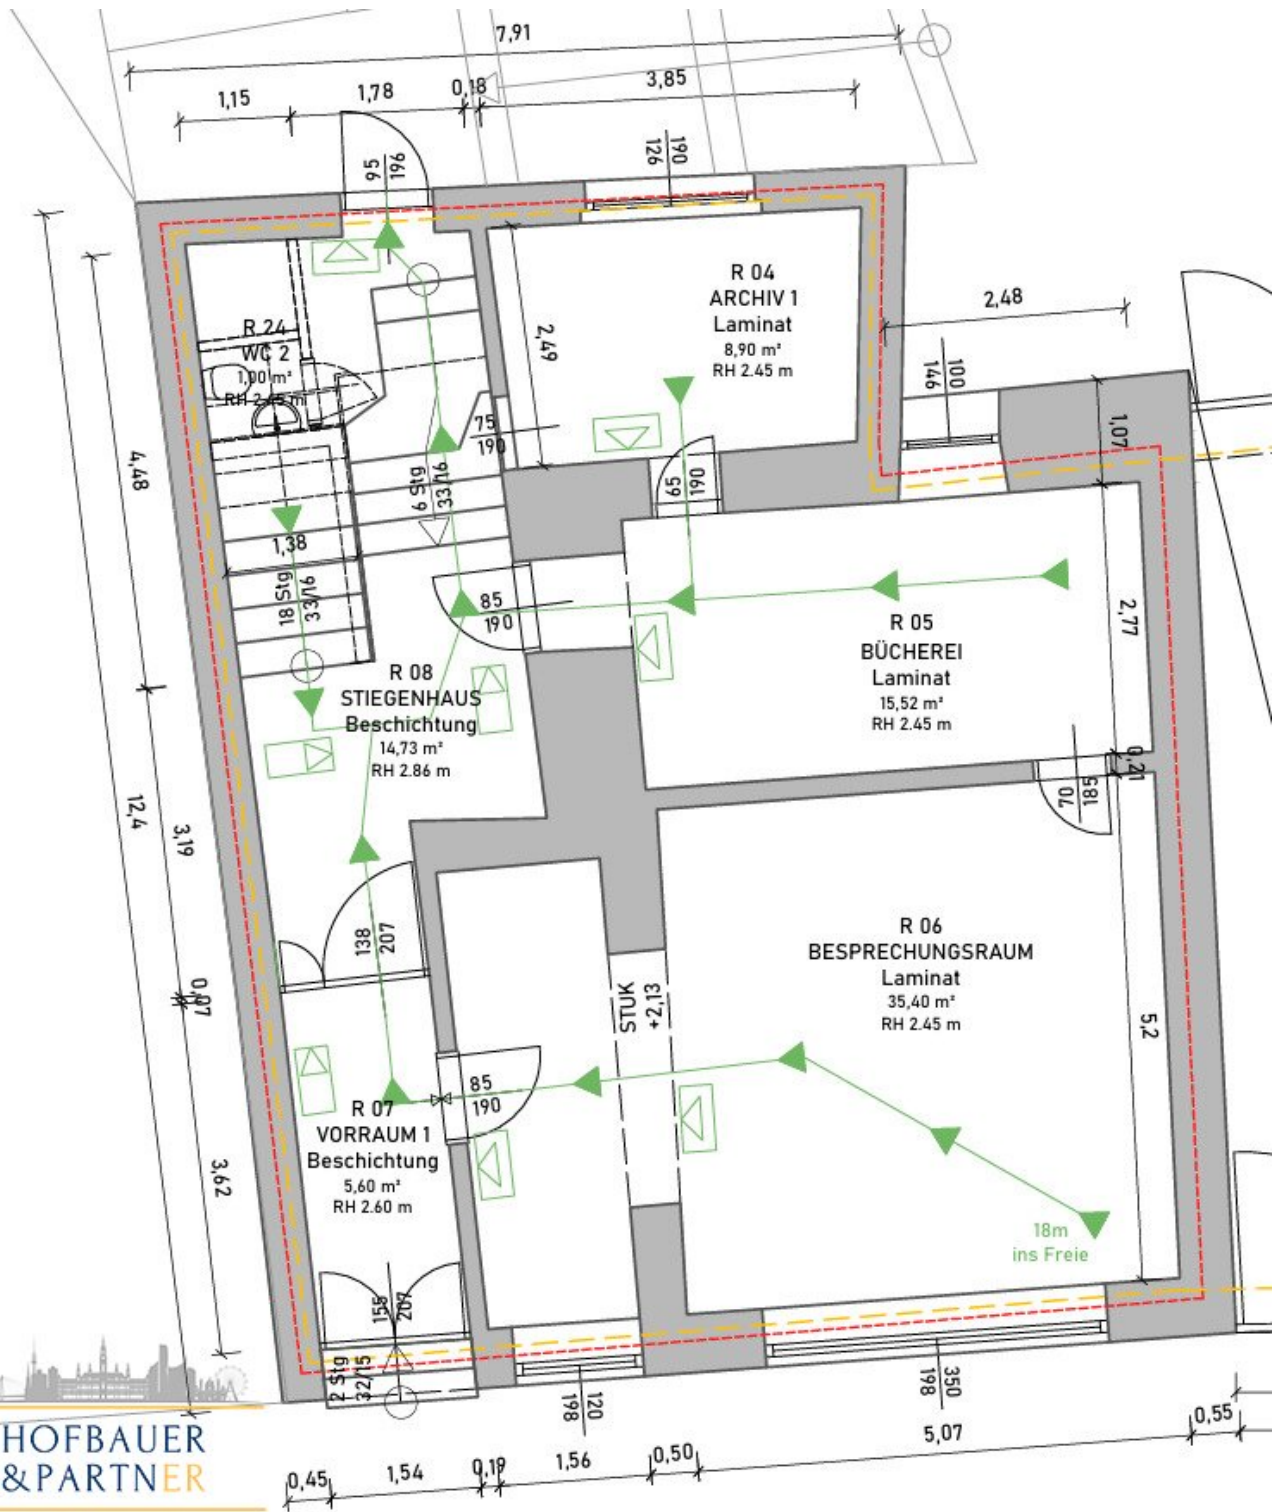 7,91
1,15
1,78
0,18
3,85
95
196
126
190
R 04
ARCHIV 1
Laminat
8,90 m²
RH 2.45 m
2,49
2,48
146
100
1,07
R 24
WC 2
1,00 m²
RH 2.45 m
75
190
6 Stg
33/16
65
190
4,48
1,38
18 Stg
33/16
85
190
R 05
BÜCHEREI
Laminat
15,52 m²
RH 2.45 m
2,77
R 08
STIEGENHAUS
Beschichtung
14,73 m²
RH 2.86 m
0,21
70
185
12,4
3,19
138
207
0,07
R 06
BESPRECHUNGSRAUM
Laminat
35,40 m²
RH 2.45 m
STUK
+2,13
5,2
85
190
R 07
VORRAUM 1
Beschichtung
5,60 m²
RH 2.60 m
3,62
18m
ins Freie
155
207
2 Stg
32/15
198
120
198
350
HOFBAUER
&PARTNER
0,45
1,54
0,19
1,56
0,50
5,07
0,55